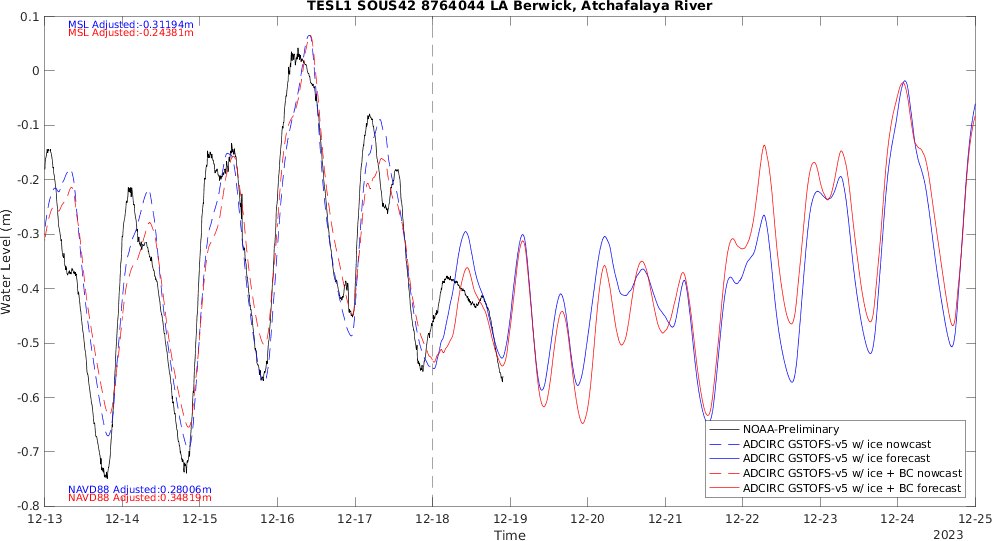 TESL1 SOUS42 8764044 LA Berwick, Atchafalaya River
MSL Adjusted:-0.31194m
MSL Adjusted:-0.24381m
0.1
0
-0.1
-0.2
-0.3
-0.4
-0.5
-0.6
-0.7
-0.8
Water Level (m)
NAVD88 Adjusted:0.28006m
NAVD88 Adjusted:0.34819m
NOAA-Preliminary
ADCIRC GSTOFS-v5 w/ ice nowcast
ADCIRC GSTOFS-v5 w/ ice forecast
ADCIRC GSTOFS-v5 w/ ice + BC nowcast
ADCIRC GSTOFS-v5 w/ ice + BC forecast
12-13 12-14 12-15 12-16 12-17 12-18 12-19 12-20 12-21 12-22 12-23 12-24 12-25
Time
2023